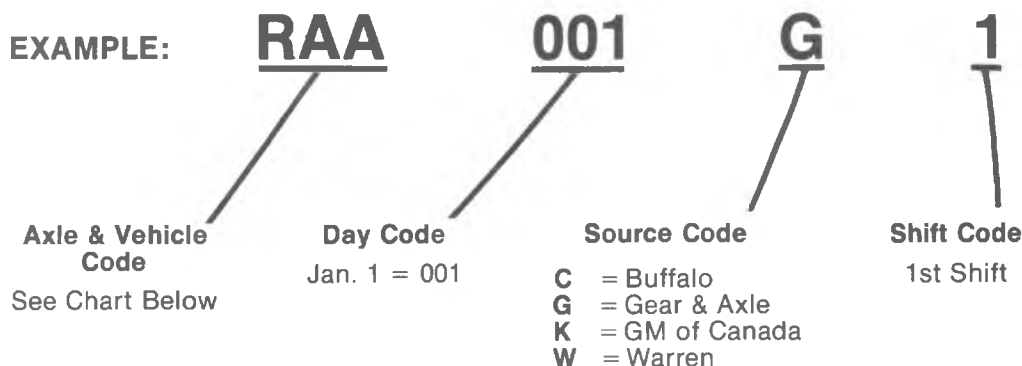 EXAMPLE: RAA 001 G 1
Axle & Vehicle Code
See Chart Below
Day Code
Jan. 1 = 001
Source Code
C = Buffalo
G = Gear & Axle
K = GM of Canada
W = Warren
Shift Code
1st Shift